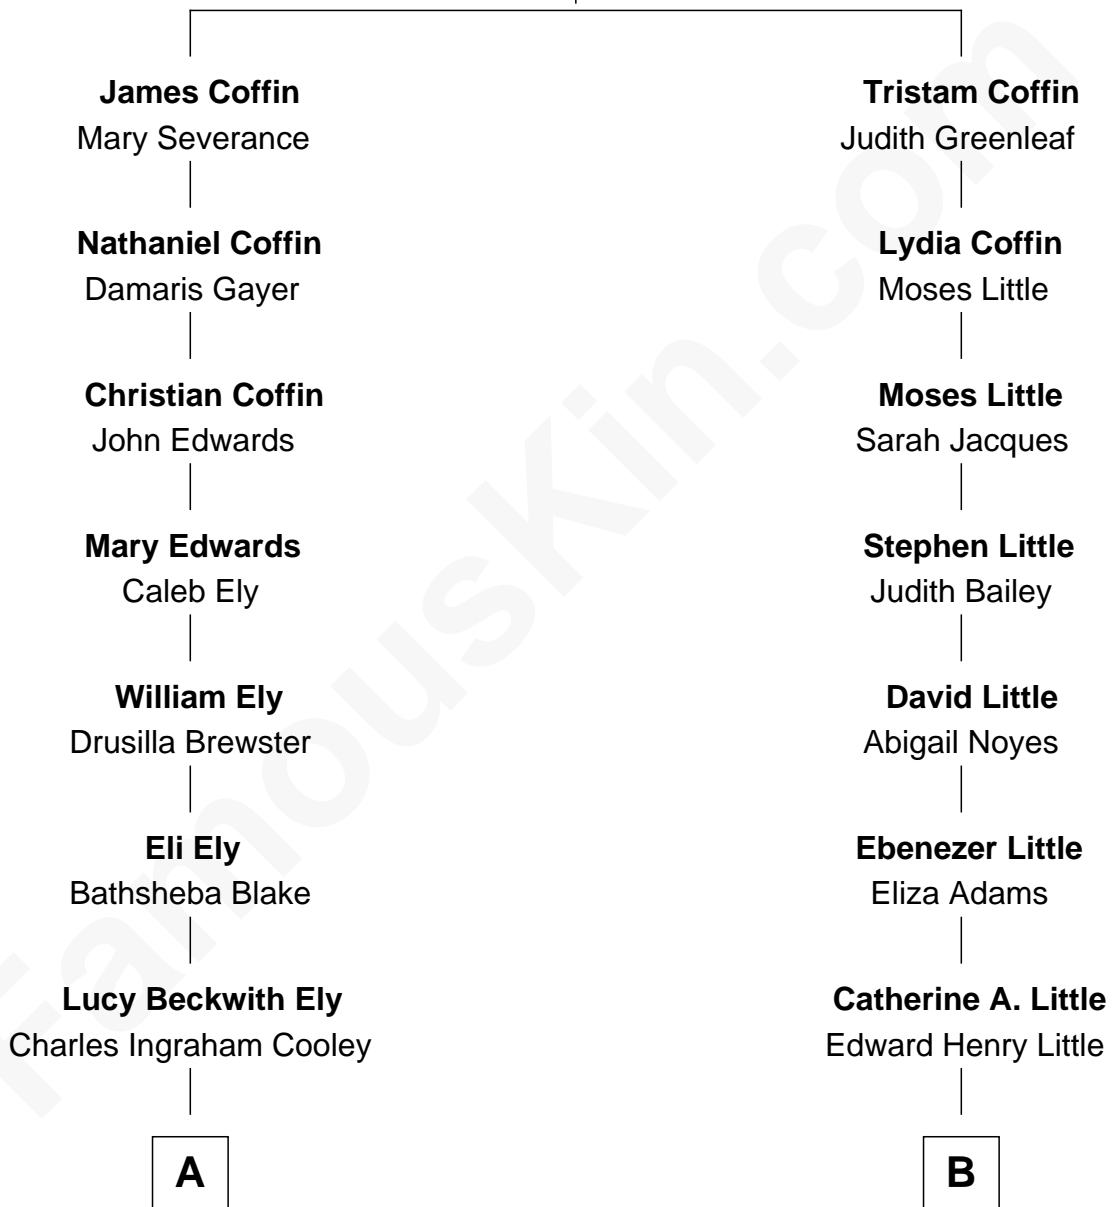 James Coffin
Mary Severance
Nathaniel Coffin
Damaris Gayer
Christian Coffin
John Edwards
Mary Edwards
Caleb Ely
William Ely
Drusilla Brewster
Eli Ely
Bathsheba Blake
Lucy Beckwith Ely
Charles Ingraham Cooley
A
Tristam Coffin
Judith Greenleaf
Lydia Coffin
Moses Little
Moses Little
Sarah Jacques
Stephen Little
Judith Bailey
David Little
Abigail Noyes
Ebenezer Little
Eliza Adams
Catherine A. Little
Edward Henry Little
B
FamousKin.com